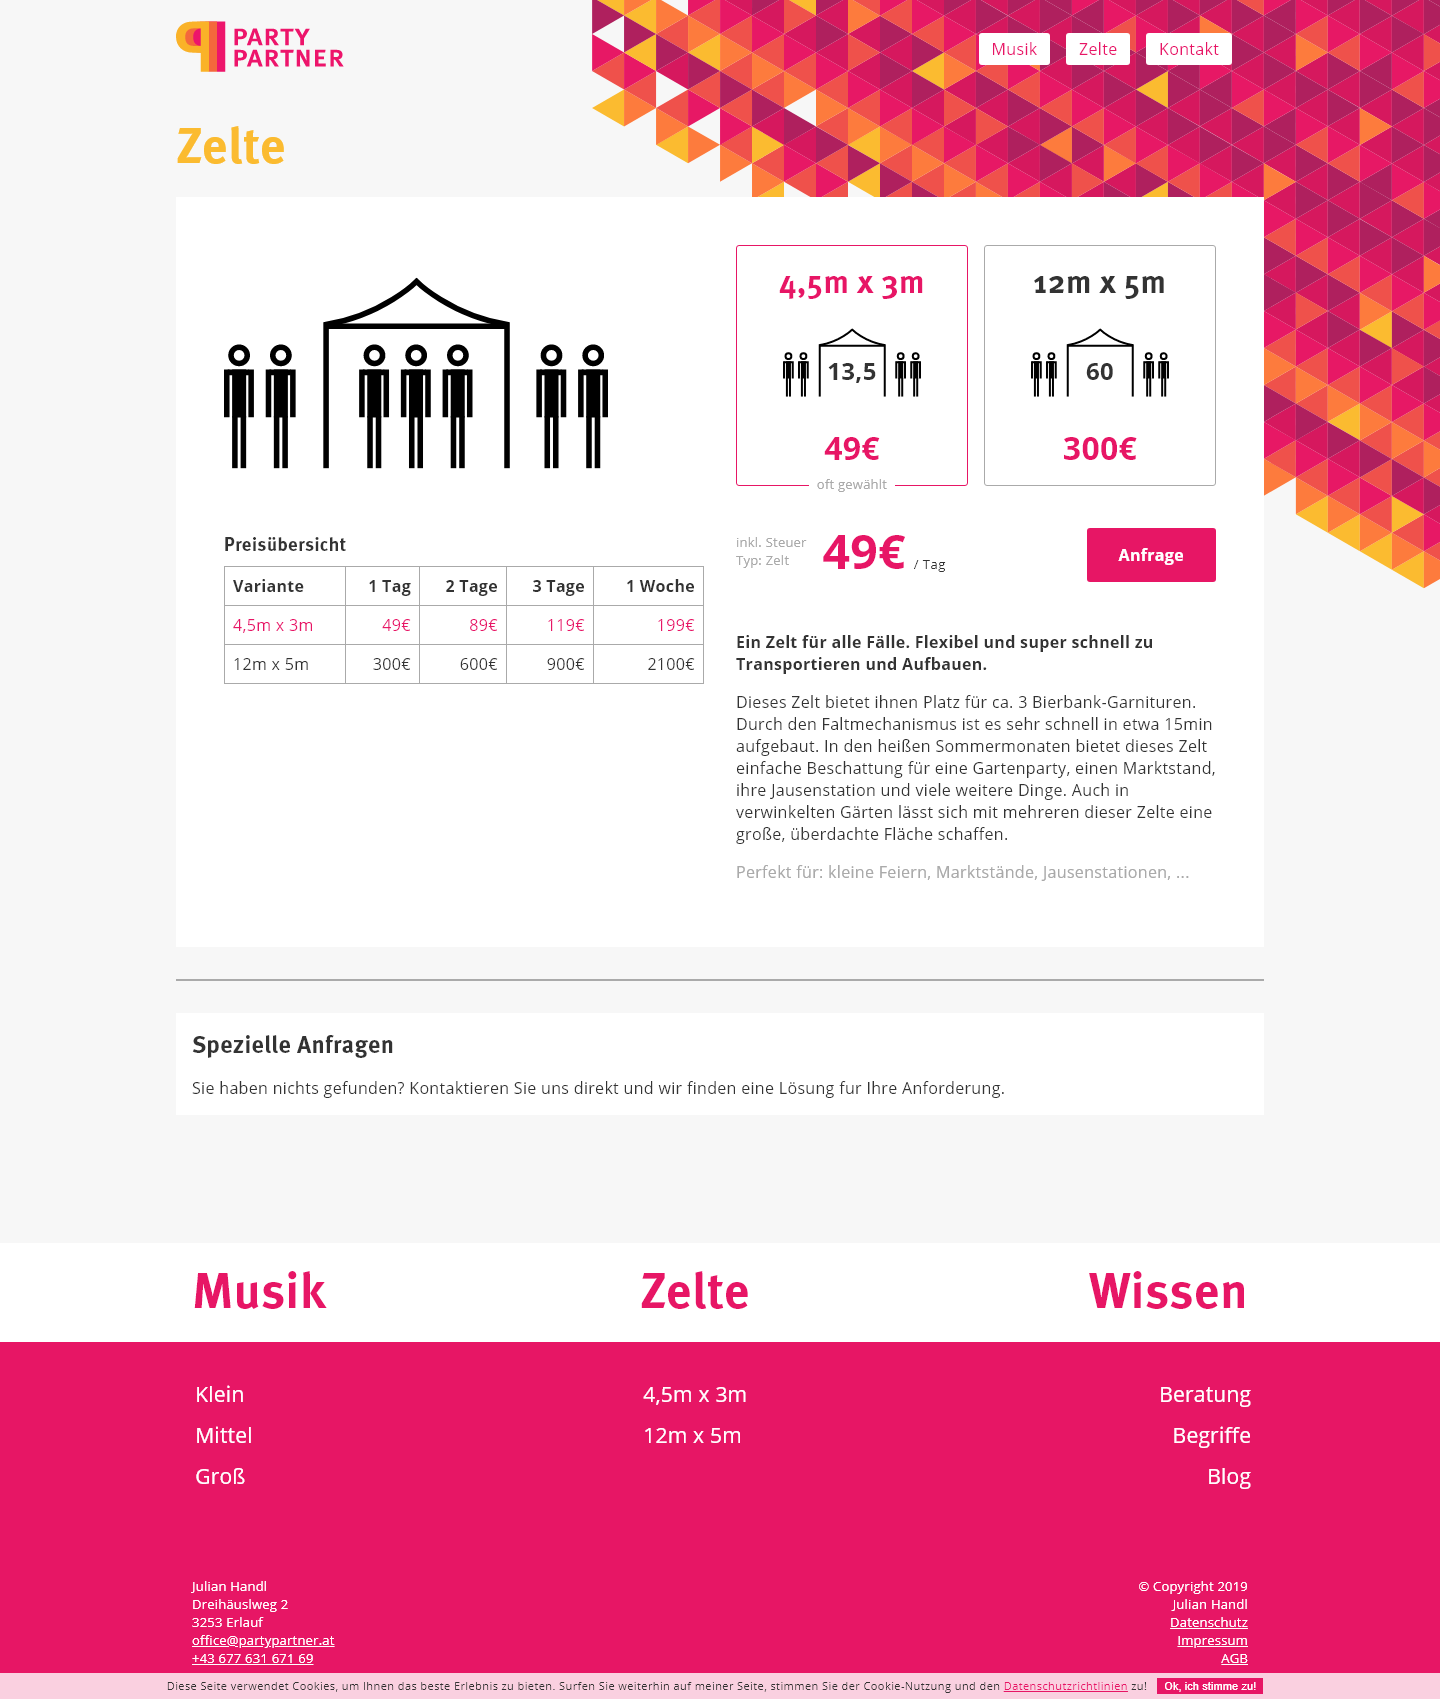 PARTY
PARTNER
Musik
Zelte
Kontakt
Zelte
4,5m x 3m
13,5
49€
oft gewählt
12m x 5m
60
300€
Preisübersicht
Variante 1 Tag 2 Tage 3 Tage 1 Woche
4,5m x 3m 49€ 89€ 119€ 199€
12m x 5m 300€ 600€ 900€ 2100€
inkl. Steuer
Typ: Zelt
49€ / Tag
Anfrage
Ein Zelt für alle Fälle. Flexibel und super schnell zu
Transportieren und Aufbauen.
Dieses Zelt bietet ihnen Platz für ca. 3 Bierbank-Garnituren.
Durch den Faltmechanismus ist es sehr schnell in etwa 15min
aufgebaut. In den heißen Sommermonaten bietet dieses Zelt
einfache Beschattung für eine Gartenparty, einen Marktstand,
ihre Jausenstation und viele weitere Dinge. Auch in
verwinkelten Gärten lässt sich mit mehreren dieser Zelte eine
große, überdachte Fläche schaffen.
Perfekt für: kleine Feiern, Marktstände, Jausenstationen, ...
Spezielle Anfragen
Sie haben nichts gefunden? Kontaktieren Sie uns direkt und wir finden eine Lösung fur Ihre Anforderung.
Musik
Zelte
Wissen
Klein
Mittel
Groß
4,5m x 3m
12m x 5m
Beratung
Begriffe
Blog
Julian Handl
Dreihäuslweg 2
3253 Erlauf
office@partypartner.at
+43 677 631 671 69
© Copyright 2019
Julian Handl
Datenschutz
Impressum
AGB
Diese Seite verwendet Cookies, um Ihnen das beste Erlebnis zu bieten. Surfen Sie weiterhin auf meiner Seite, stimmen Sie der Cookie-Nutzung und den Datenschutzrichtlinien zu!
Ok, ich stimme zu!